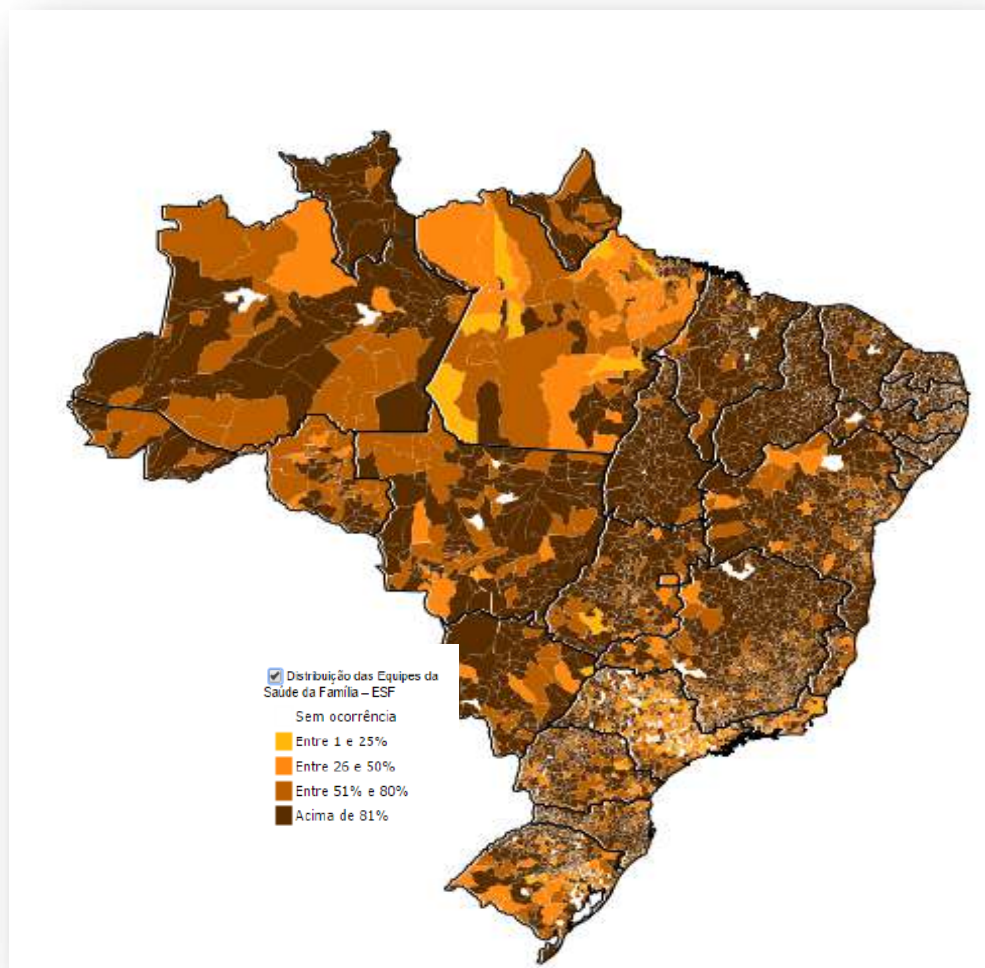 Distribuição das Equipes da
Saúde da Família – ESF
Sem ocorrência
Entre 1 e 25%
Entre 26 e 50%
Entre 51% e 80%
Acima de 81%